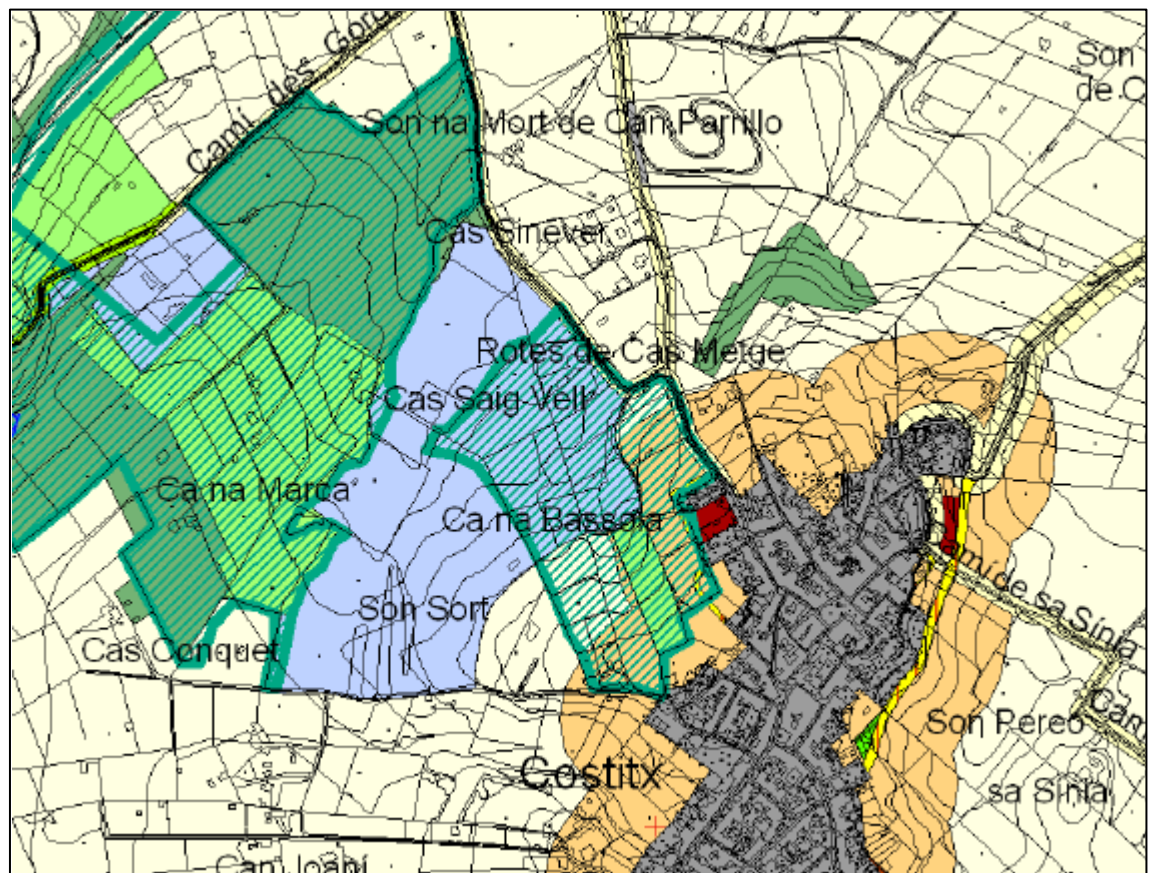 Son
de C
Camí des Gorg
Son na Mort de Can Parrillo
Cas Sinevet
Rotes de Cas Metge
Cas Saig Vell
Ca na Marca
Ca na Bassola
Camí de sa Sínia
Son Sort
Cas Conquet
Cam
Son Pereo
Costitx
sa Sínia
Can Joaní